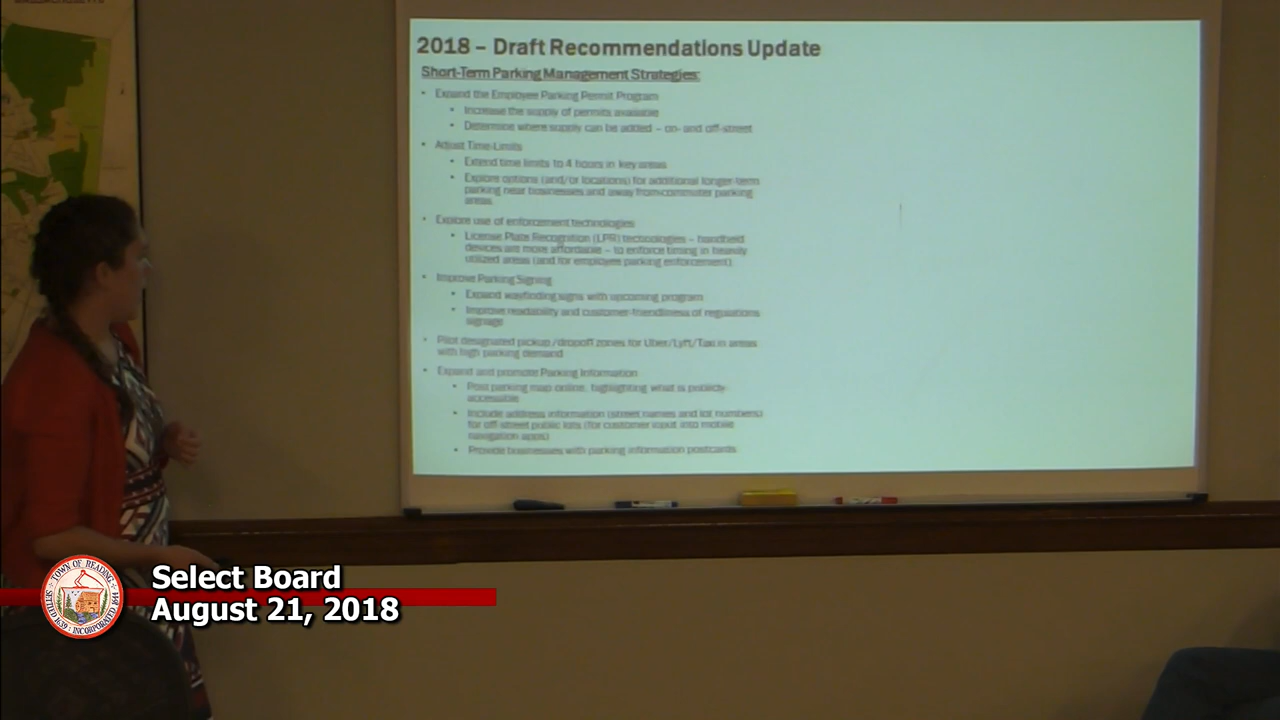 2018 – Draft Recommendations Update
Short-Term Parking Management Strategies:
• Expand the Employee Parking Permit Program
• Increase the supply of permits available
• Determine where supply can be added – on- and off-street
• Adjust Time-Limits
• Extend time limits to 4 hours in key areas
• Explore options (and/or locations) for additional longer-term
parking near businesses and away from commuter parking
areas
• Explore use of enforcement technologies
• License Plate Recognition (LPR) technologies – handheld
devices are more affordable – to enforce timing in heavily
utilized areas (and for employee parking enforcement)
• Improve Parking Signing
• Expand wayfinding signs with upcoming program
• Improve readability and customer-friendliness of regulations
signage
• Pilot designated pickup/dropoff zones for Uber/Lyft/Taxi in areas
with high parking demand
• Expand and promote Parking Information
• Post parking map online, highlighting what is publicly
accessible
• Include address information (street names and lot numbers)
for off-street public lots (for customer input into mobile
navigation apps)
• Provide businesses with parking information postcards
TOWN OF READING
SETTLED 1639 · INCORPORATED 1644
Select Board
August 21, 2018